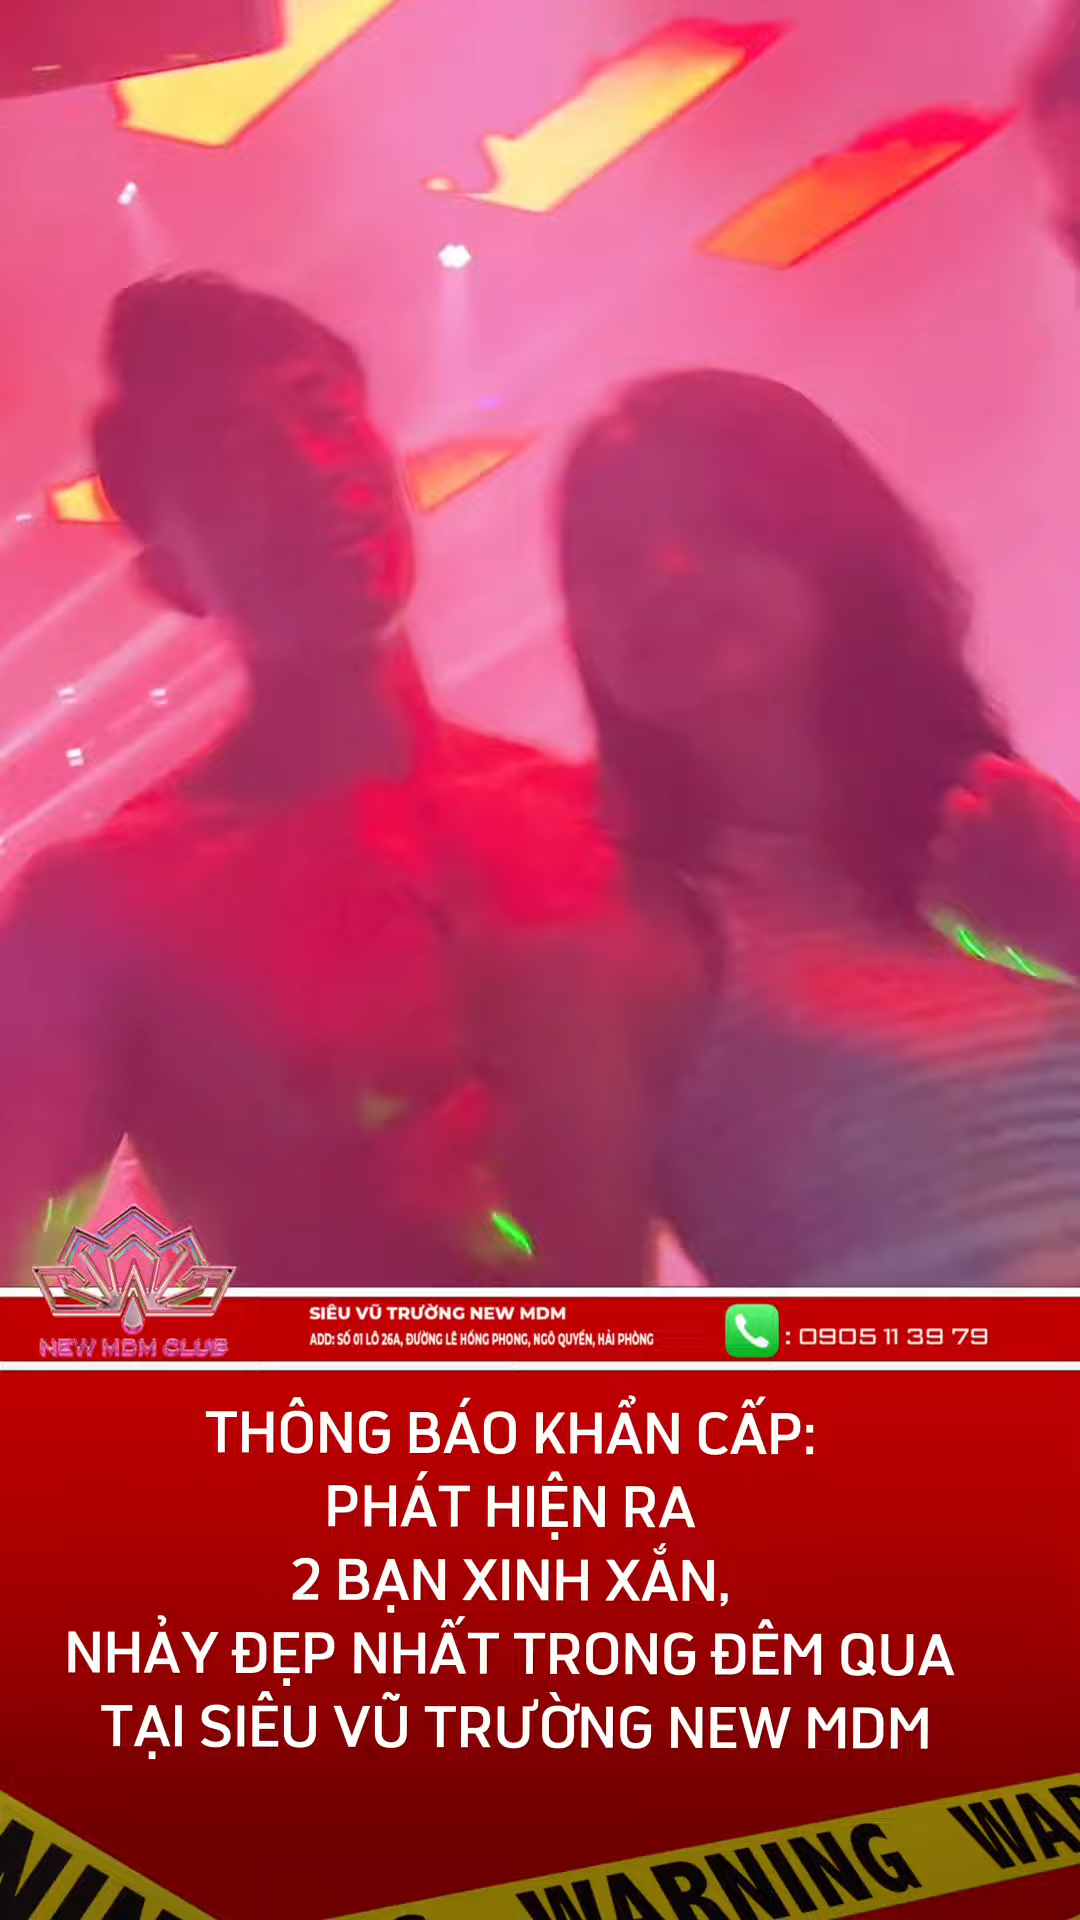 NEW MDM CLUB
SIÊU VŨ TRƯỜNG NEW MDM
ADD: SỐ 01 LÔ 26A, ĐƯỜNG LÊ HỒNG PHONG, NGÔ QUYỀN, HẢI PHÒNG
: 0905 11 39 79
THÔNG BÁO KHẨN CẤP:
PHÁT HIỆN RA
2 BẠN XINH XẮN,
NHẢY ĐẸP NHẤT TRONG ĐÊM QUA
TẠI SIÊU VŨ TRƯỜNG NEW MDM
WARNING